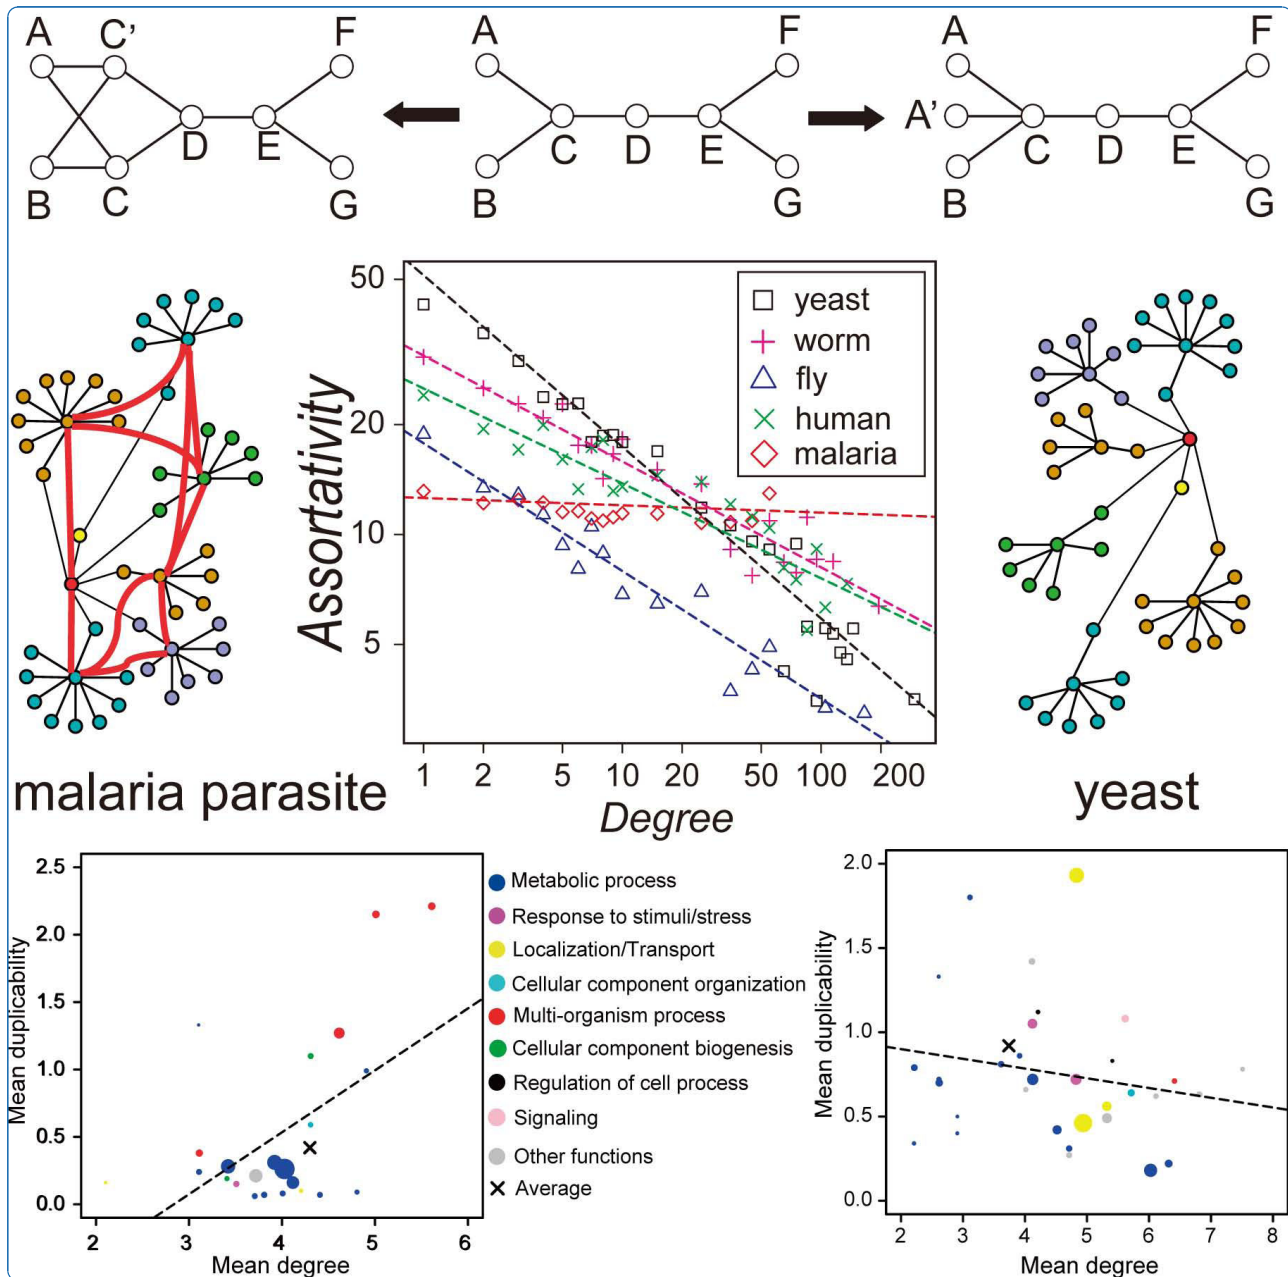 A C' F
D E
B C G
A F
C D E
B G
A F
A' C D E
B G
50
20
10
5
Assortativity
yeast
worm
fly
human
malaria
1 2 5 10 20 50 100 200
Degree
malaria parasite
yeast
2.5
2.0
1.5
1.0
0.5
0.0
Mean duplicability
2 3 4 5 6
Mean degree
Metabolic process
Response to stimuli/stress
Localization/Transport
Cellular component organization
Multi-organism process
Cellular component biogenesis
Regulation of cell process
Signaling
Other functions
Average
2.0
1.5
1.0
0.5
0.0
Mean duplicability
2 3 4 5 6 7 8
Mean degree